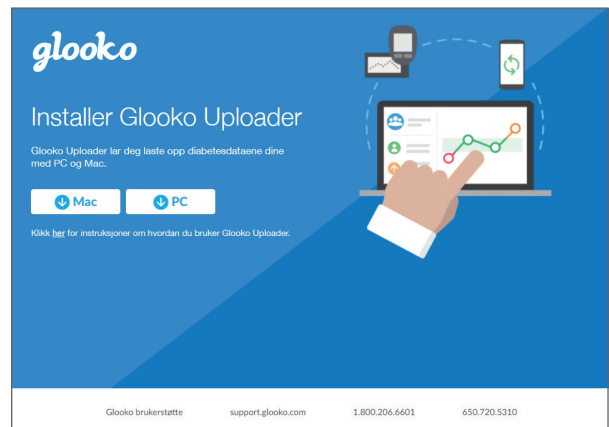 glooko
Installer Glooko Uploader
Glooko Uploader lar deg laste opp diabetesdataene dine
med PC og Mac.
Mac
PC
Klikk her for instruksjoner om hvordan du bruker Glooko Uploader.
Glooko brukerstøtte
support.glooko.com
1.800.206.6601
650.720.5310